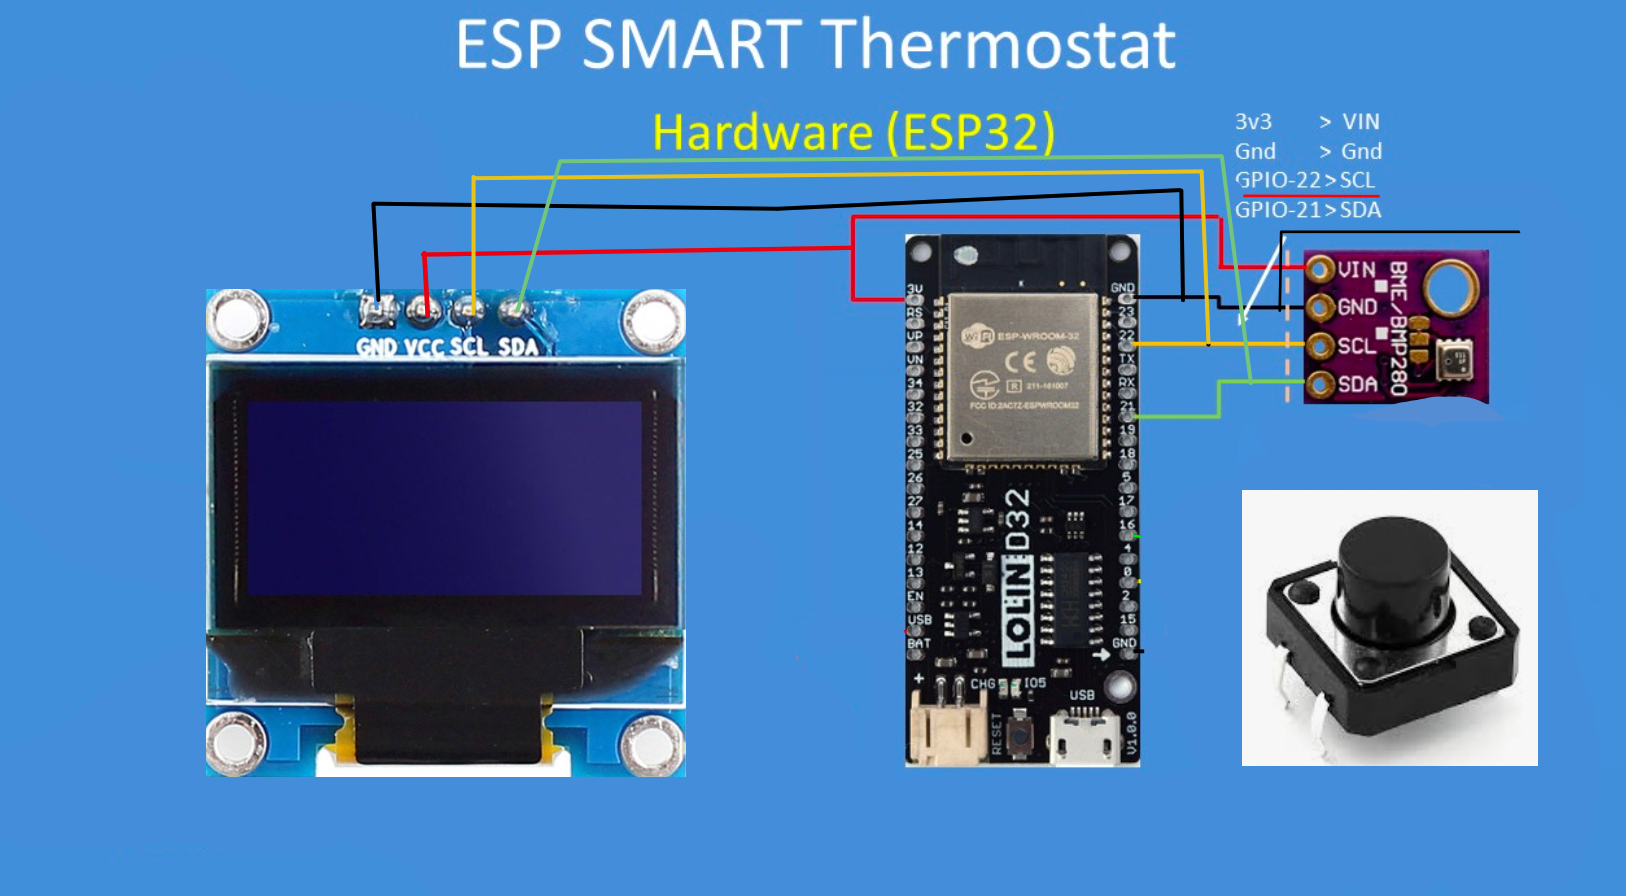 ESP SMART Thermostat
Hardware (ESP32)
3v3 > VIN
Gnd > Gnd
GPIO-22>SCL
GPIO-21>SDA
GND VCC SCL SDA
3V
RS
VP
VN
34
32
33
25
26
27
14
12
13
EN
USB
BAT
+
WiFi ESP-WROOM-32
CE
R 211-161007
FCC ID:2AC7Z-ESPWROOM32
LOLIN D32
GND
23
22
TX
RX
21
19
18
5
17
16
4
0
2
15
GND
CHG IO5
USB
RESET
V1.0.0
VIN
GND
SCL
SDA
BME/BMP280